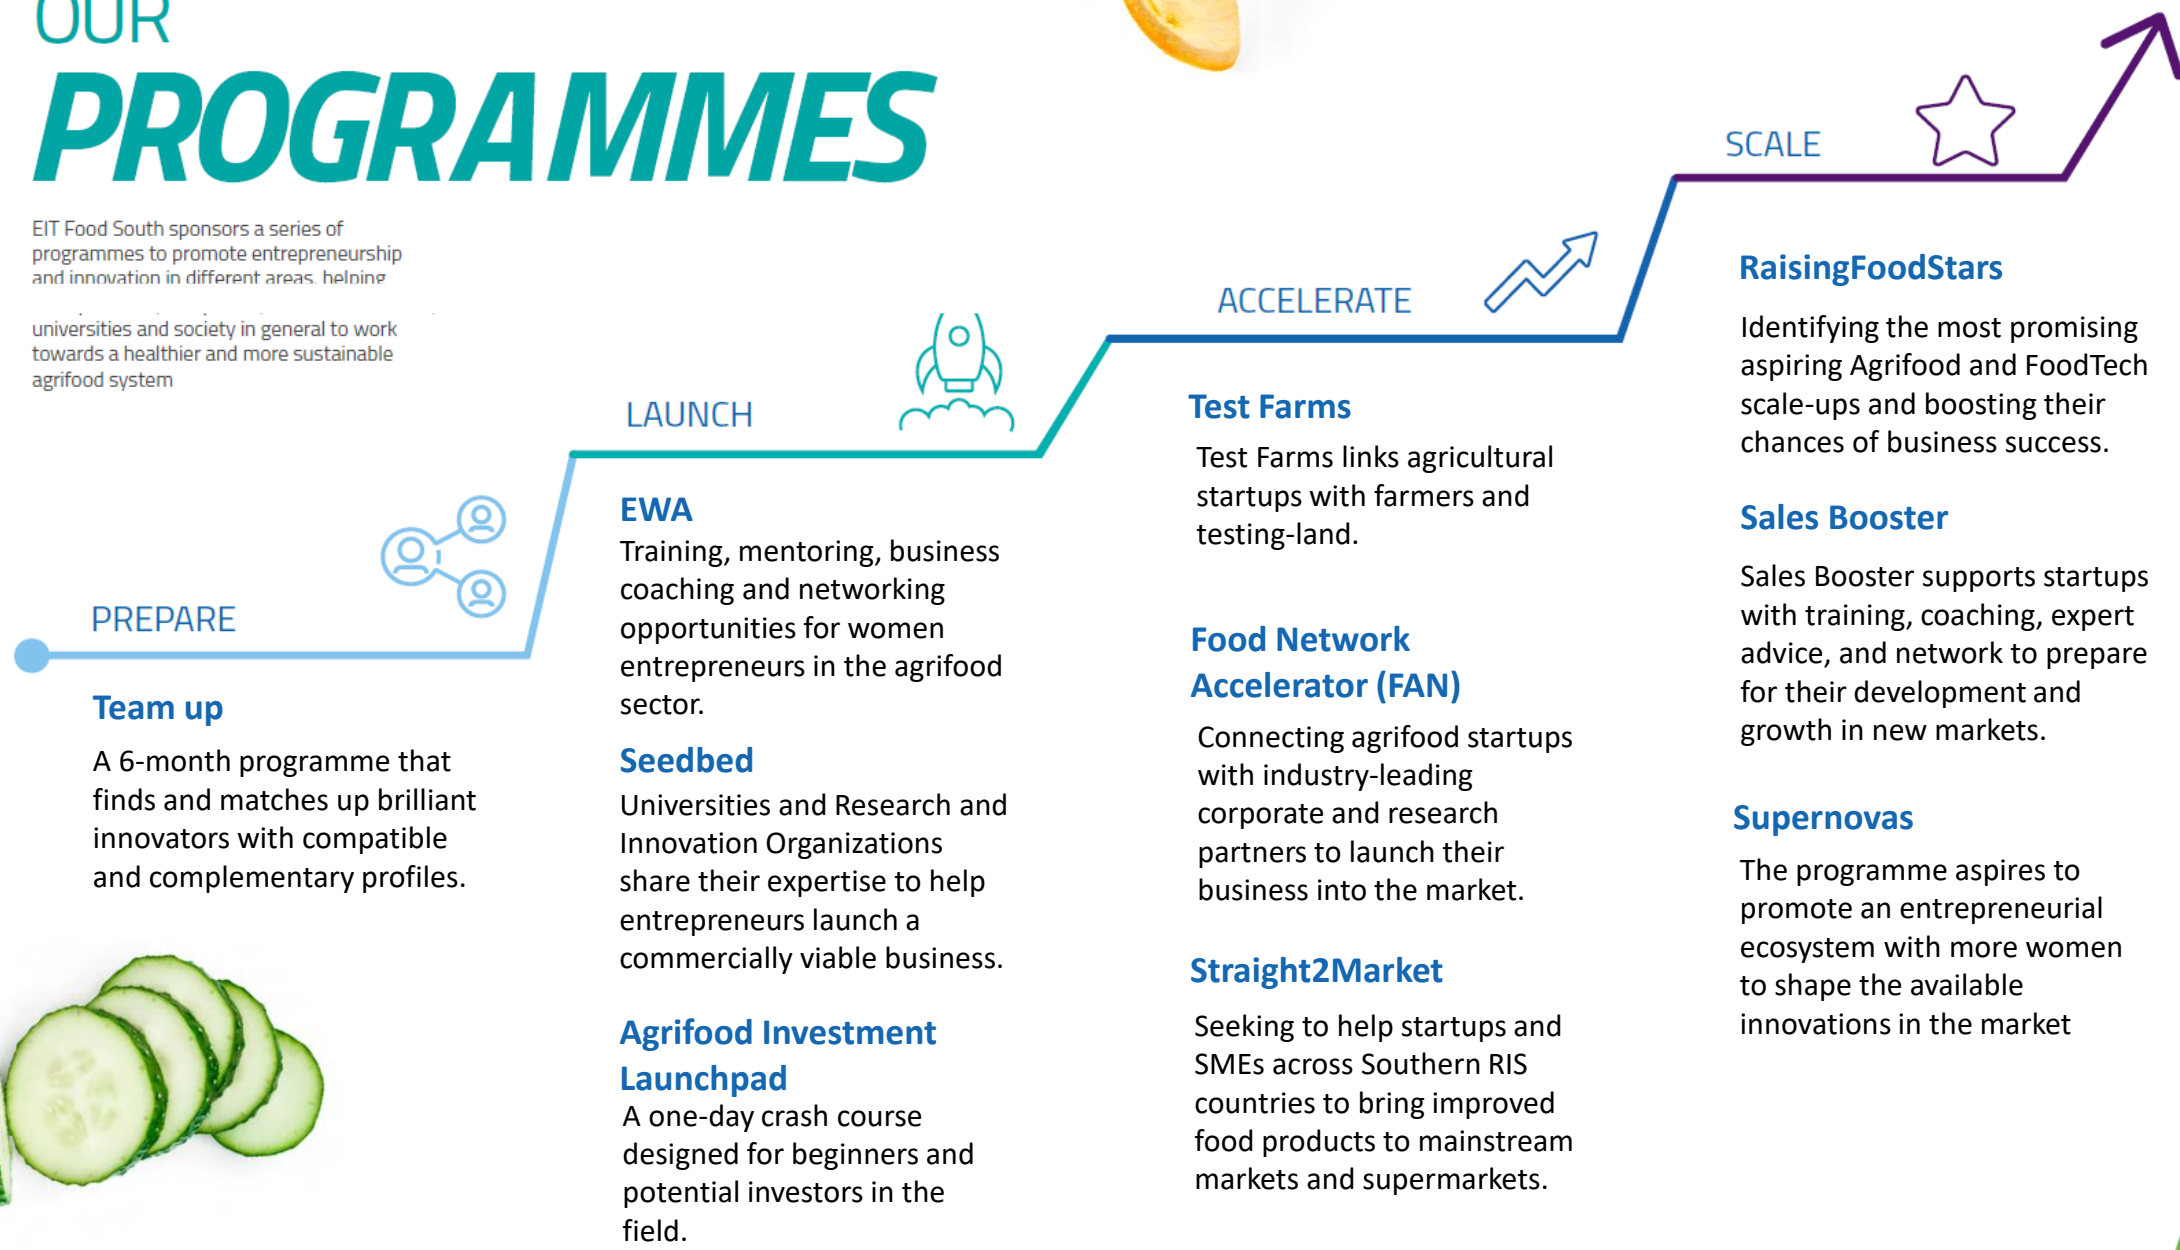 OUR
PROGRAMMES
EIT Food South sponsors a series of
programmes to promote entrepreneurship
and innovation in different areas, helping
universities and society in general to work
towards a healthier and more sustainable
agrifood system
PREPARE
Team up
A 6-month programme that
finds and matches up brilliant
innovators with compatible
and complementary profiles.
LAUNCH
EWA
Training, mentoring, business
coaching and networking
opportunities for women
entrepreneurs in the agrifood
sector.
Seedbed
Universities and Research and
Innovation Organizations
share their expertise to help
entrepreneurs launch a
commercially viable business.
Agrifood Investment
Launchpad
A one-day crash course
designed for beginners and
potential investors in the
field.
ACCELERATE
Test Farms
Test Farms links agricultural
startups with farmers and
testing-land.
Food Network
Accelerator (FAN)
Connecting agrifood startups
with industry-leading
corporate and research
partners to launch their
business into the market.
Straight2Market
Seeking to help startups and
SMEs across Southern RIS
countries to bring improved
food products to mainstream
markets and supermarkets.
SCALE
RaisingFoodStars
Identifying the most promising
aspiring Agrifood and FoodTech
scale-ups and boosting their
chances of business success.
Sales Booster
Sales Booster supports startups
with training, coaching, expert
advice, and network to prepare
for their development and
growth in new markets.
Supernovas
The programme aspires to
promote an entrepreneurial
ecosystem with more women
to shape the available
innovations in the market